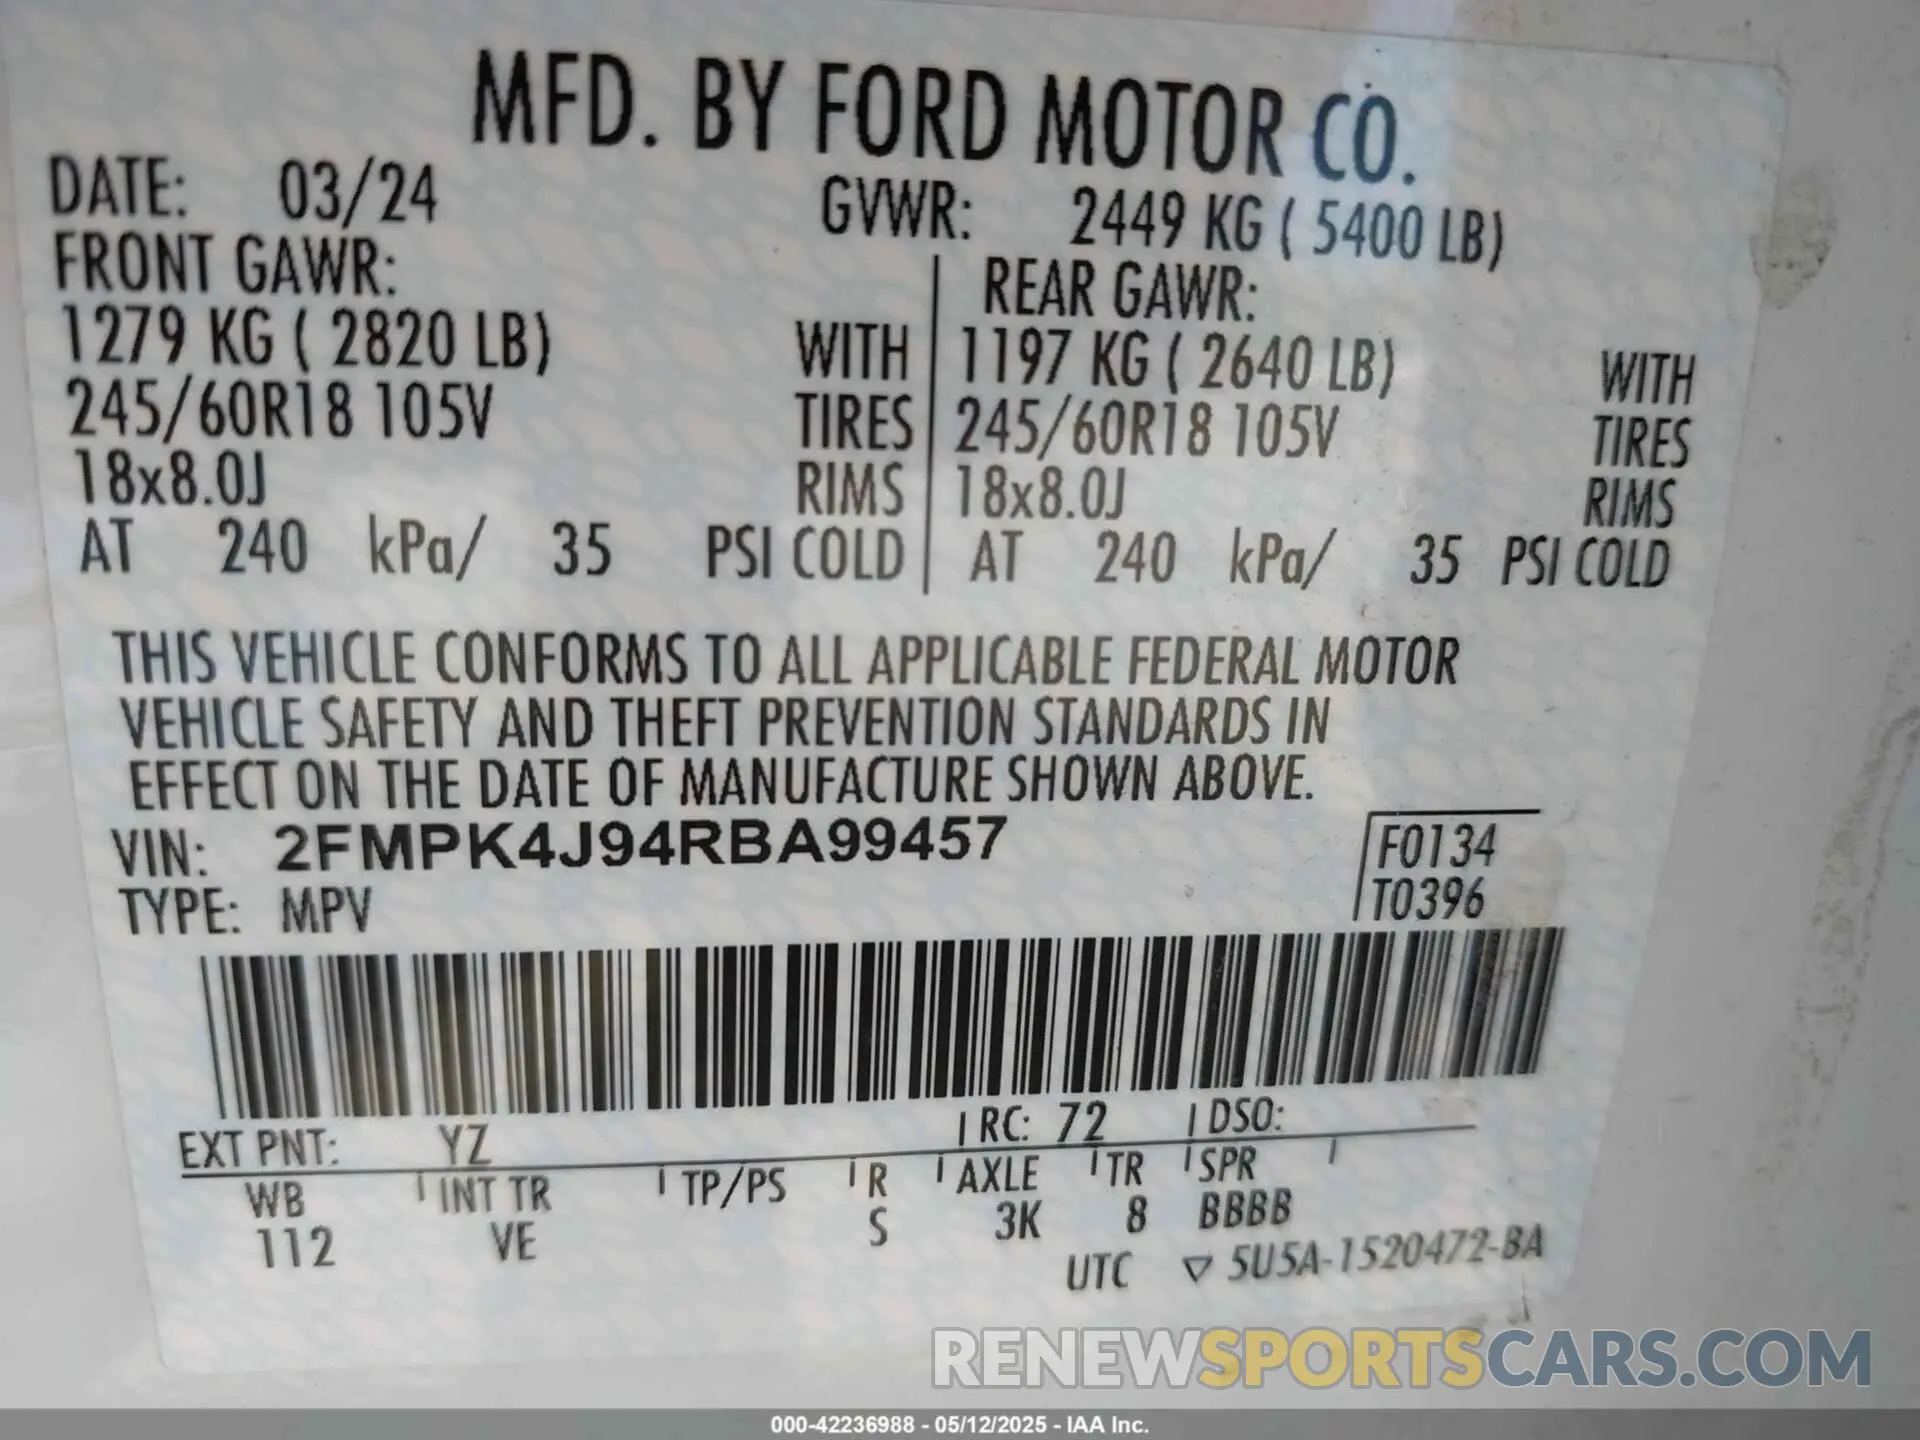 MFD. BY FORD MOTOR CO.
DATE: 03/24 GVWR: 2449 KG ( 5400 LB)
FRONT GAWR: REAR GAWR:
1279 KG ( 2820 LB) WITH 1197 KG ( 2640 LB) WITH
245/60R18 105V TIRES 245/60R18 105V TIRES
18x8.0J RIMS 18x8.0J RIMS
AT 240 kPa/ 35 PSI COLD AT 240 kPa/ 35 PSI COLD
THIS VEHICLE CONFORMS TO ALL APPLICABLE FEDERAL MOTOR
VEHICLE SAFETY AND THEFT PREVENTION STANDARDS IN
EFFECT ON THE DATE OF MANUFACTURE SHOWN ABOVE.
VIN: 2FMPK4J94RBA99457 F0134
TYPE: MPV T0396
EXT PNT: YZ RC: 72 DSO:
WB INT TR TP/PS R AXLE TR SPR
112 VE S 3K 8 BBBB
UTC ▽ 5U5A-1520472-BA
RENEWSPORTSCARS.COM
000-42236988 - 05/12/2025 - IAA Inc.